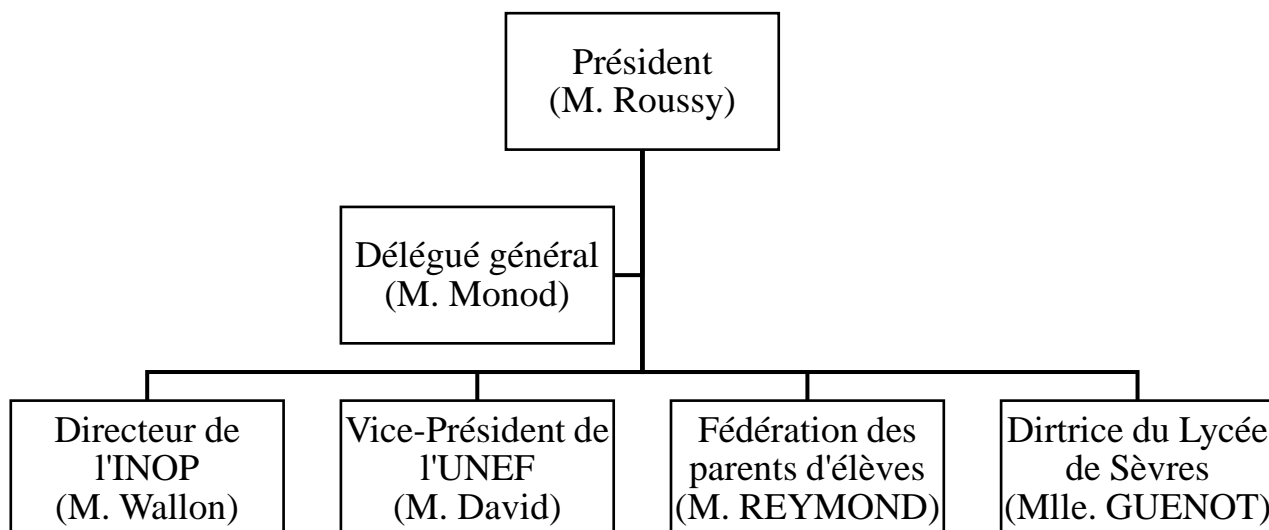 Président
(M. Roussy)
Délégué général
(M. Monod)
Directeur de
l'INOP
(M. Wallon)
Vice-Président de
l'UNEF
(M. David)
Fédération des
parents d'élèves
(M. REYMOND)
Dirtrice du Lycée
de Sèvres
(Mlle. GUENOT)